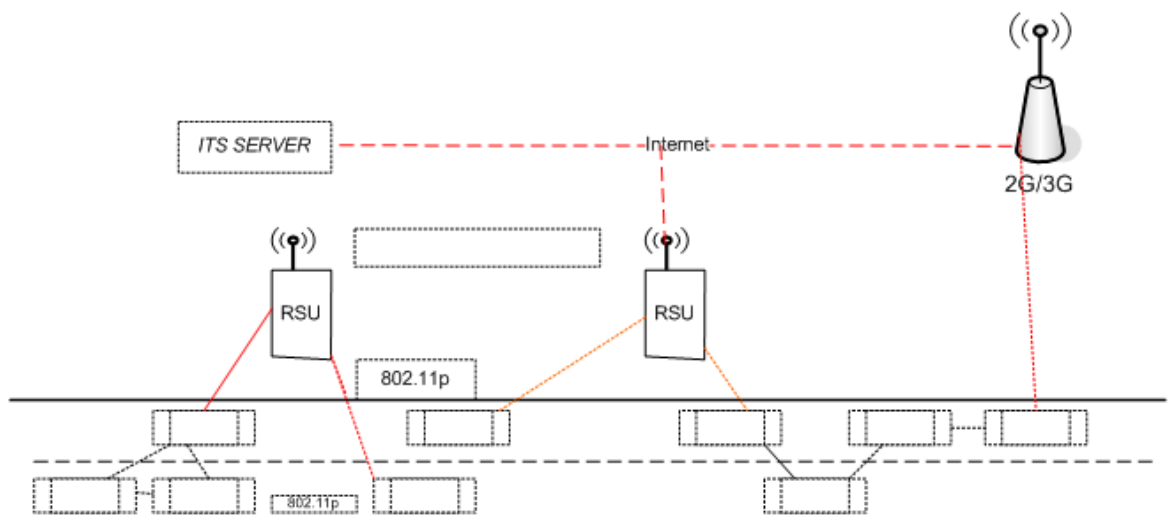 ITS SERVER
Internet
2G/3G
RSU
RSU
802.11p
802.11p